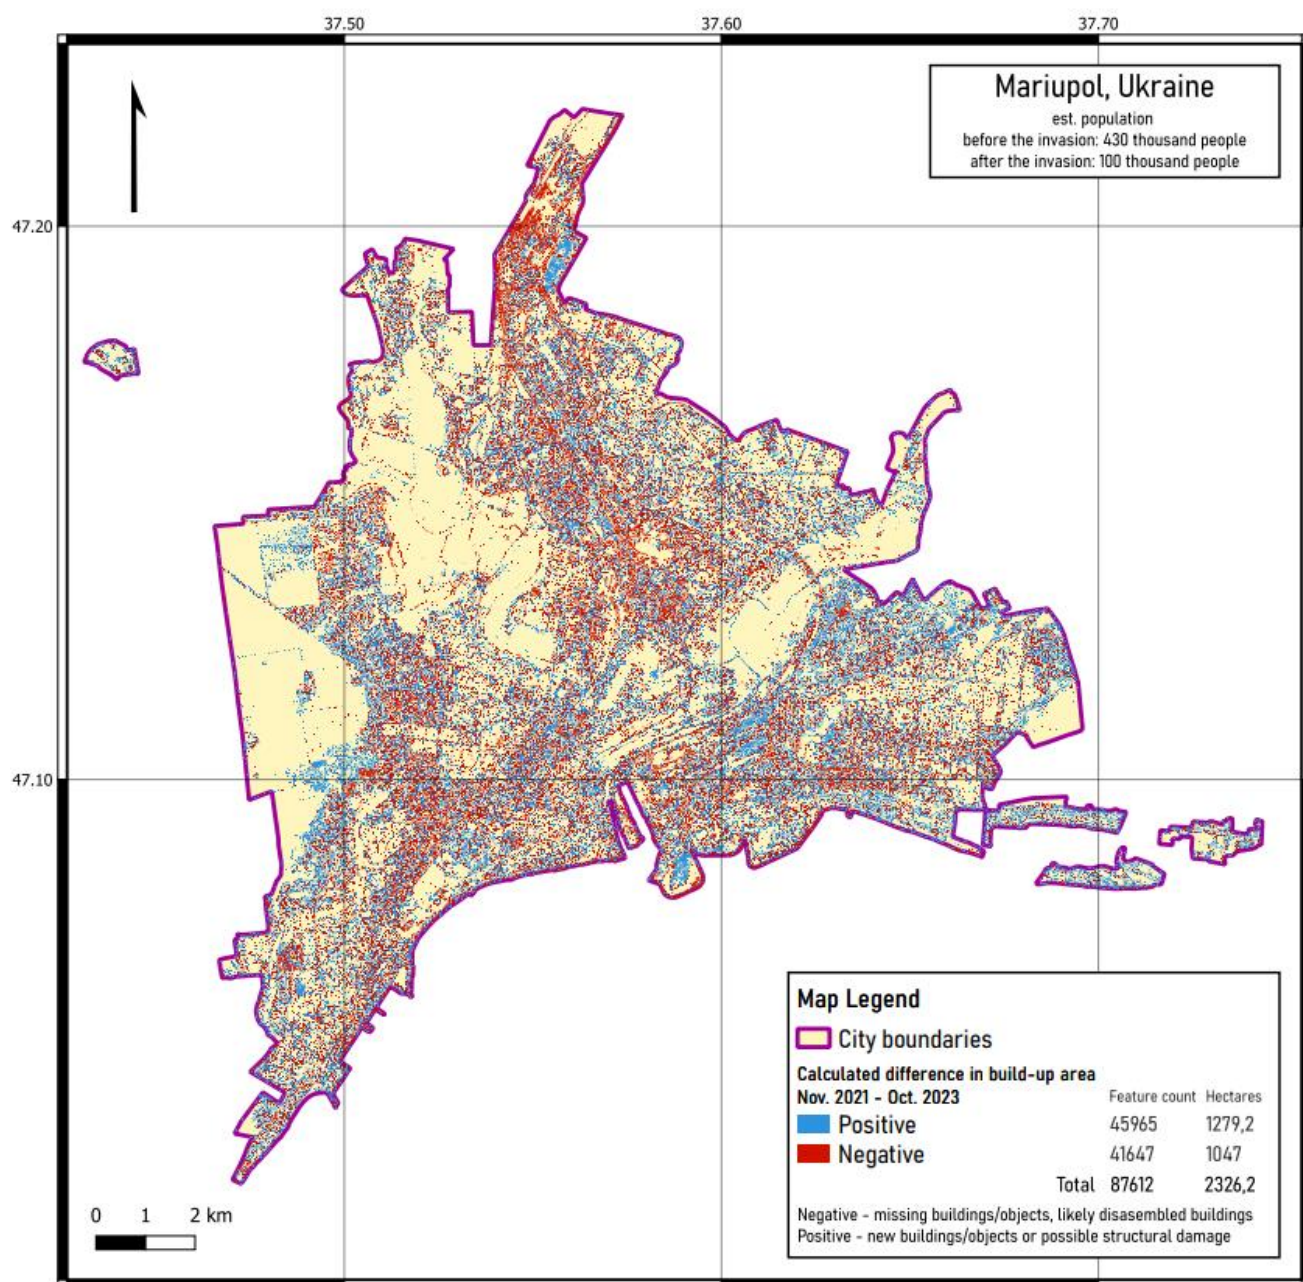 37.50 37.60 37.70
Mariupol, Ukraine
est. population
before the invasion: 430 thousand people
after the invasion: 100 thousand people
47.20
47.10
Map Legend
City boundaries
Calculated difference in build-up area
Nov. 2021 - Oct. 2023 Feature count Hectares
Positive 45965 1279,2
Negative 41647 1047
Total 87612 2326,2
Negative - missing buildings/objects, likely disasembled buildings
Positive - new buildings/objects or possible structural damage
0 1 2 km